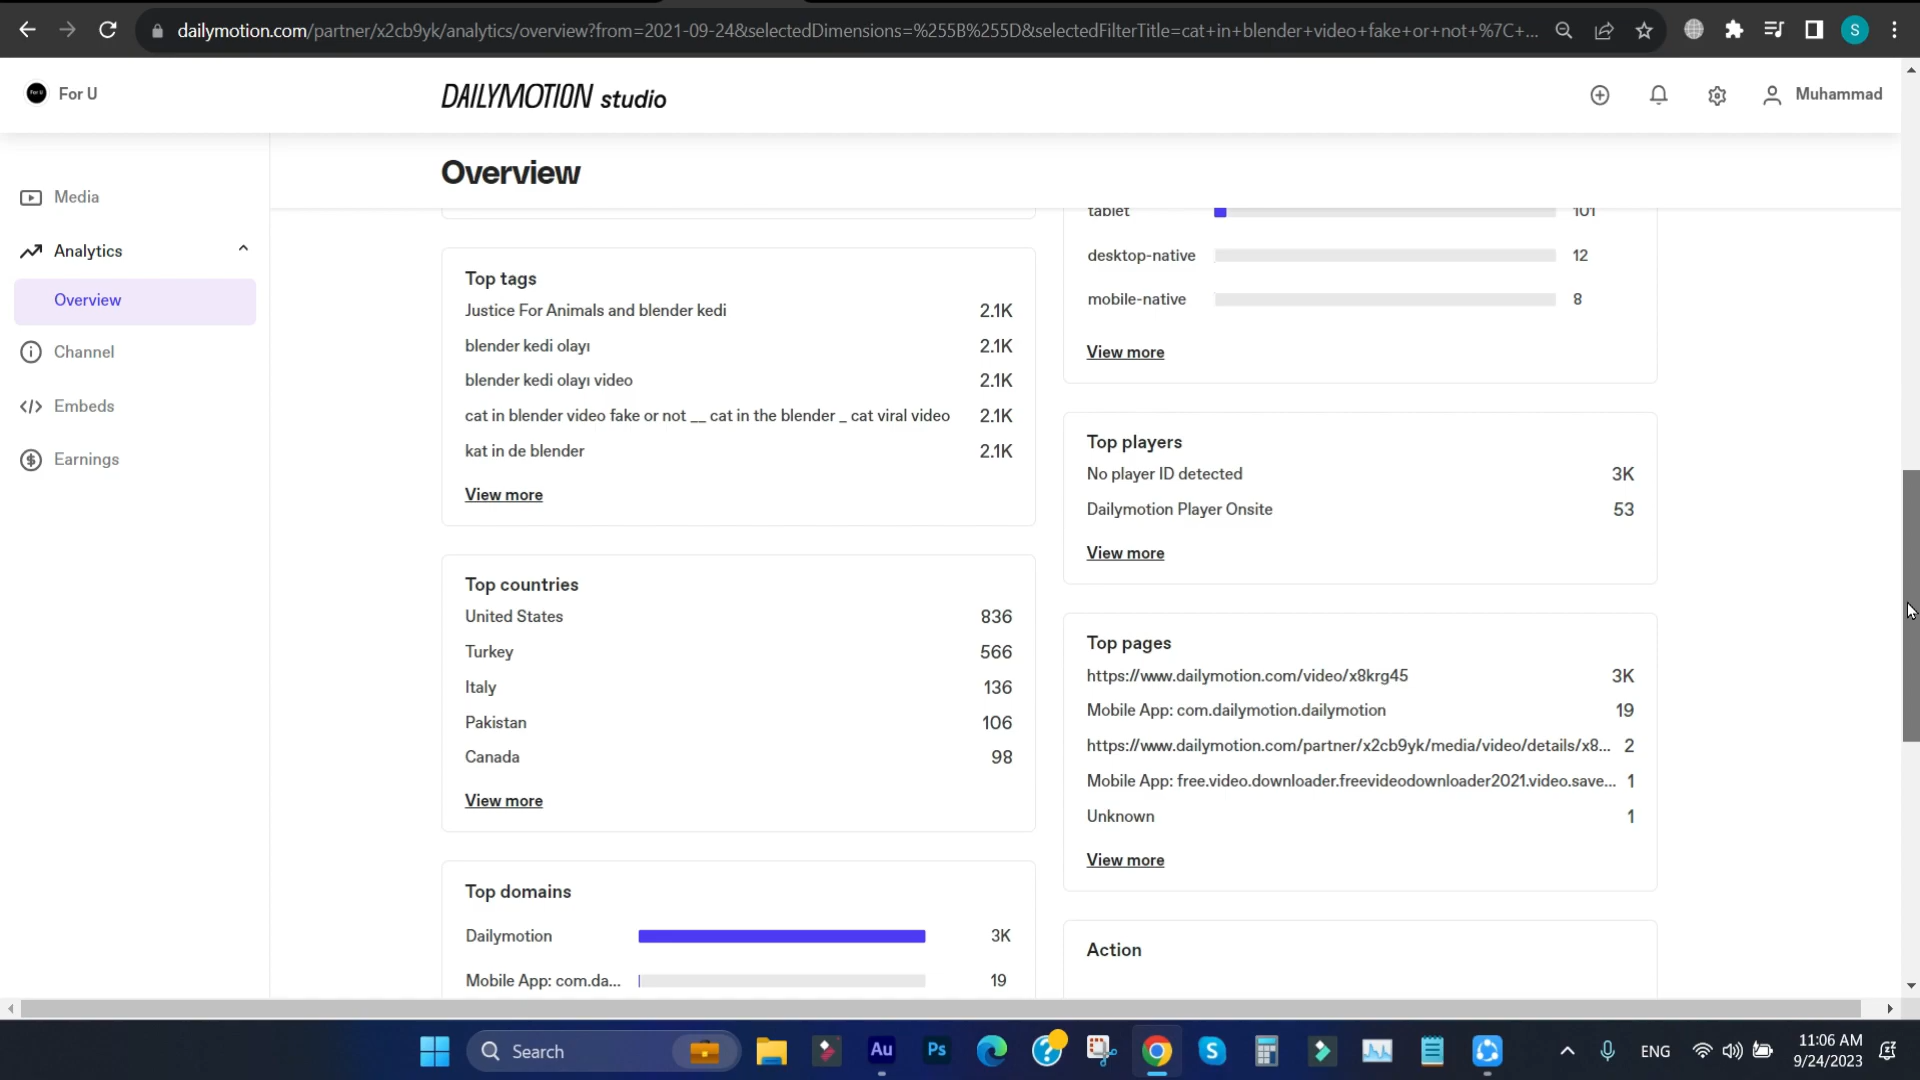 dailymotion.com/partner/x2cb9yk/analytics/overview?from=2021-09-24&selectedDimensions=%255B%255D&selectedFilterTitle=cat+in+blender+video+fake+or+not+%7C+...
S
For U
For U
DAILYMOTION studio
Muhammad
Overview
Media
Analytics
Overview
Channel
Embeds
Earnings
Top tags
Justice For Animals and blender kedi 2.1K
blender kedi olayı 2.1K
blender kedi olayı video 2.1K
cat in blender video fake or not __ cat in the blender _ cat viral video 2.1K
kat in de blender 2.1K
View more
Top countries
United States 836
Turkey 566
Italy 136
Pakistan 106
Canada 98
View more
Top domains
Dailymotion 3K
Mobile App: com.da... 19
tablet 101
desktop-native 12
mobile-native 8
View more
Top players
No player ID detected 3K
Dailymotion Player Onsite 53
View more
Top pages
https://www.dailymotion.com/video/x8krg45 3K
Mobile App: com.dailymotion.dailymotion 19
https://www.dailymotion.com/partner/x2cb9yk/media/video/details/x8... 2
Mobile App: free.video.downloader.freevideodownloader2021.video.save... 1
Unknown 1
View more
Action
Search
Au
Ps
ENG
11:06 AM
9/24/2023